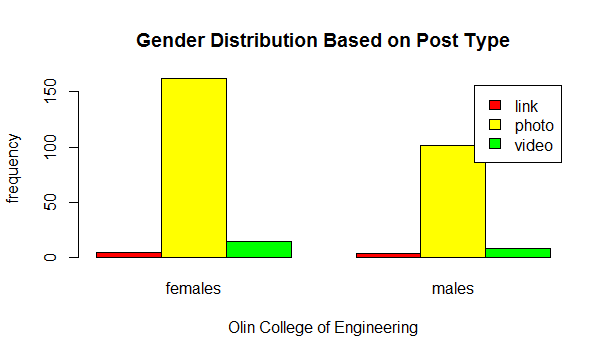 Gender Distribution Based on Post Type
frequency
150
100
50
0
link
photo
video
females
males
Olin College of Engineering